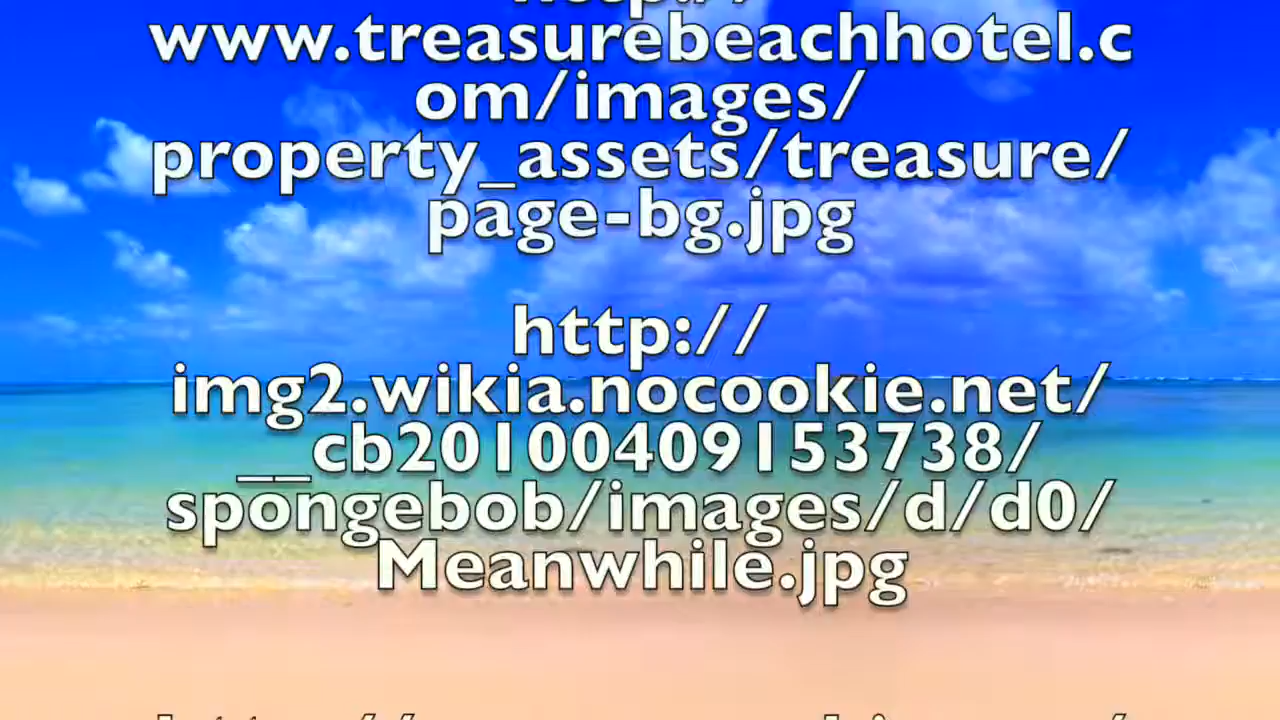 http://
www.treasurebeachhotel.c
om/images/
property_assets/treasure/
page-bg.jpg
http://
img2.wikia.nocookie.net/
__cb20100409153738/
spongebob/images/d/d0/
Meanwhile.jpg